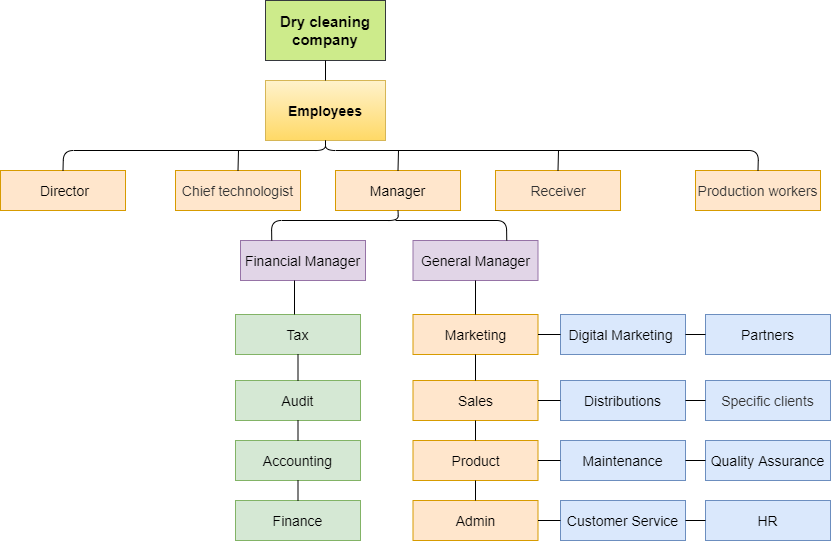 Dry cleaning
company
Employees
Director
Chief technologist
Manager
Receiver
Production workers
Financial Manager
General Manager
Tax
Marketing
Digital Marketing
Partners
Audit
Sales
Distributions
Specific clients
Accounting
Product
Maintenance
Quality Assurance
Finance
Admin
Customer Service
HR